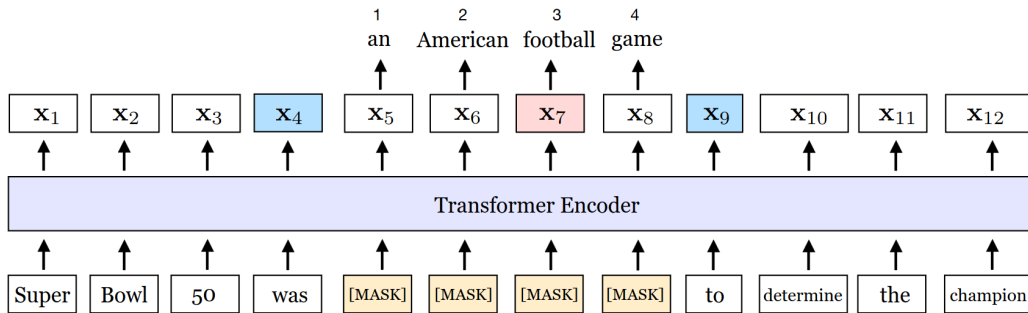 1 2 3 4
an American football game
x1 x2 x3 x4 x5 x6 x7 x8 x9 x10 x11 x12
Transformer Encoder
Super Bowl 50 was [MASK] [MASK] [MASK] [MASK] to determine the champion